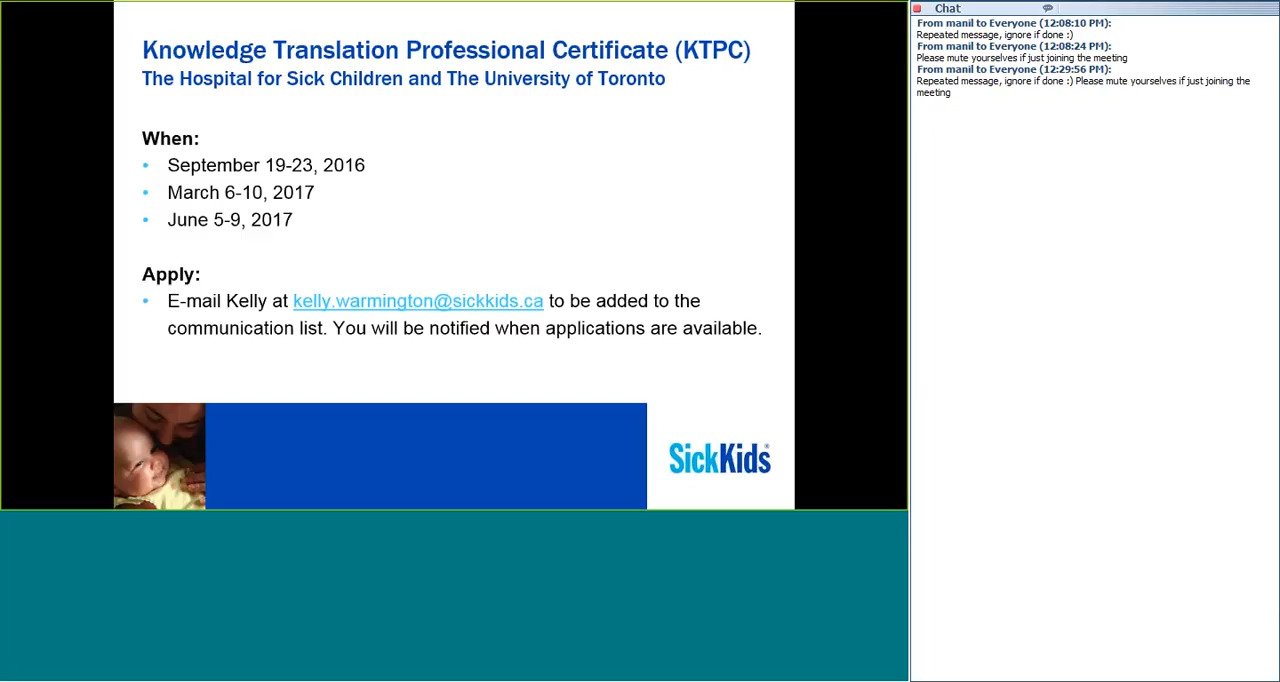 Knowledge Translation Professional Certificate (KTPC)
The Hospital for Sick Children and The University of Toronto
When:
• September 19-23, 2016
• March 6-10, 2017
• June 5-9, 2017
Apply:
• E-mail Kelly at kelly.warmington@sickkids.ca to be added to the
communication list. You will be notified when applications are available.
SickKids®
Chat
From manil to Everyone (12:08:10 PM):
Repeated message, ignore if done :)
From manil to Everyone (12:08:24 PM):
Please mute yourselves if just joining the meeting
From manil to Everyone (12:29:56 PM):
Repeated message, ignore if done :) Please mute yourselves if just joining the
meeting